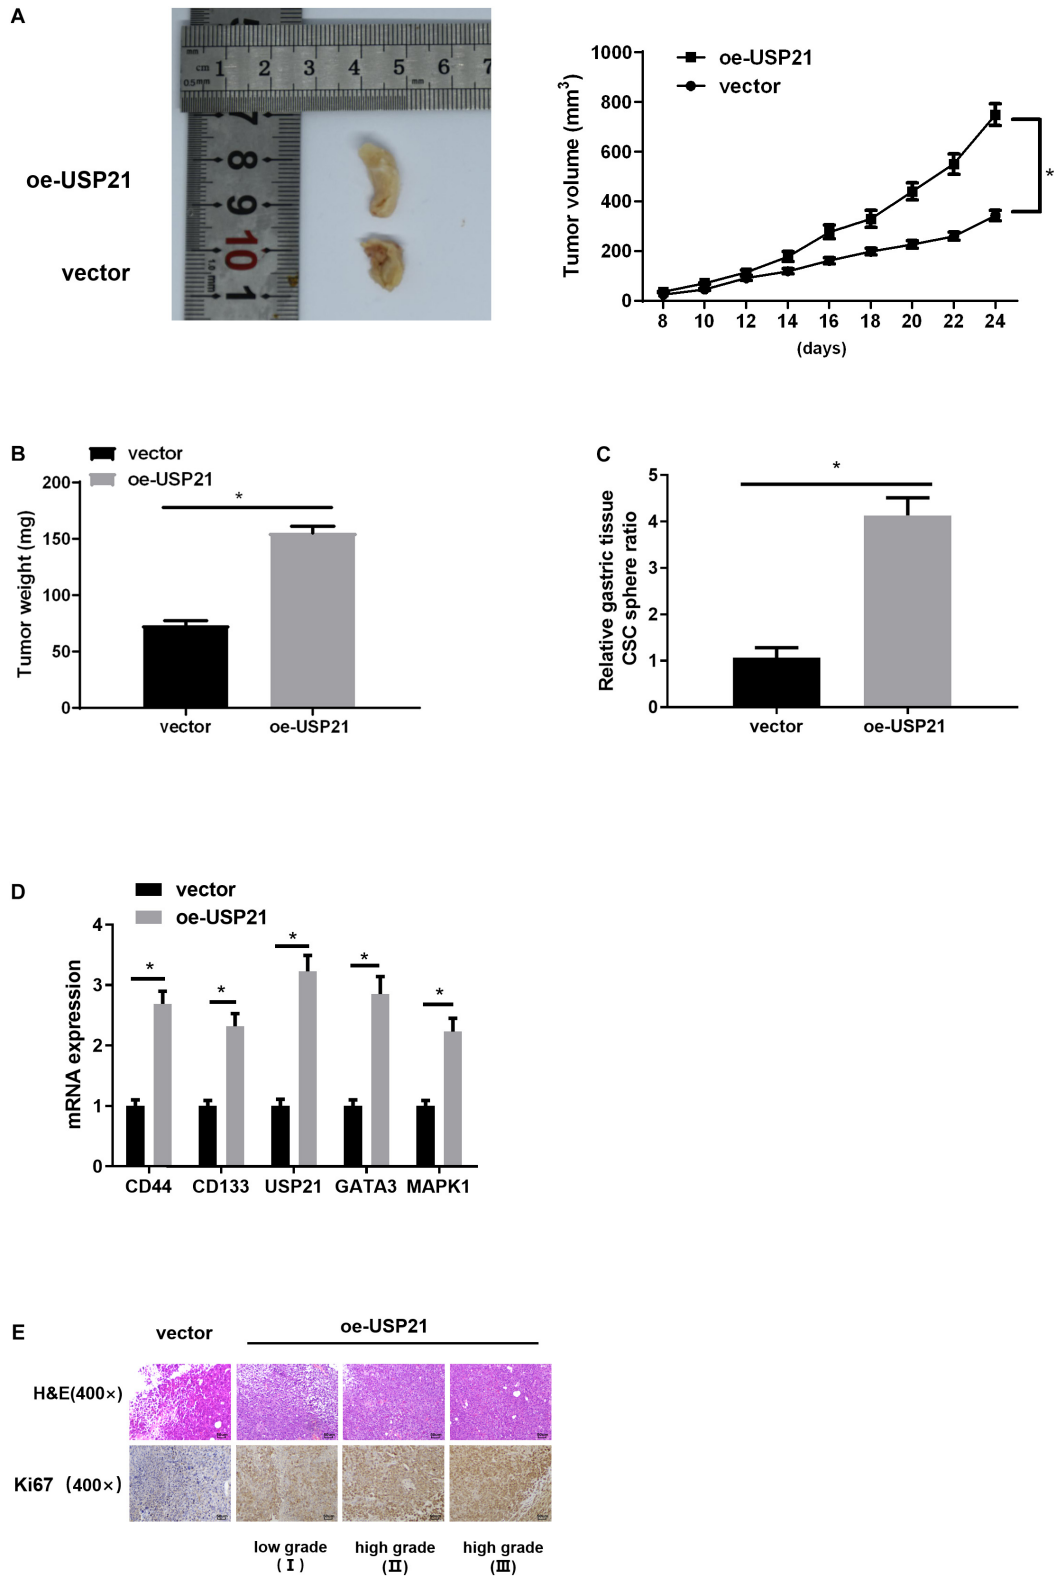 A
mm
cm 1 2 3 4 5 6 7
0.5mm mm
7
8
9
10
1
oe-USP21
vector
oe-USP21
vector
Tumor volume (mm3)
1000
800
600
400
200
0
8 10 12 14 16 18 20 22 24
(days)
*
B
vector
oe-USP21
Tumor weight (mg)
200
150
100
50
0
*
vector oe-USP21
C
Relative gastric tissue
CSC sphere ratio
5
4
3
2
1
0
*
vector oe-USP21
D
vector
oe-USP21
mRNA expression
4
3
2
1
0
* * * * *
CD44 CD133 USP21 GATA3 MAPK1
E
vector oe-USP21
H&E(400×)
Ki67 (400×)
low grade high grade high grade
(Ⅰ) (Ⅱ) (Ⅲ)